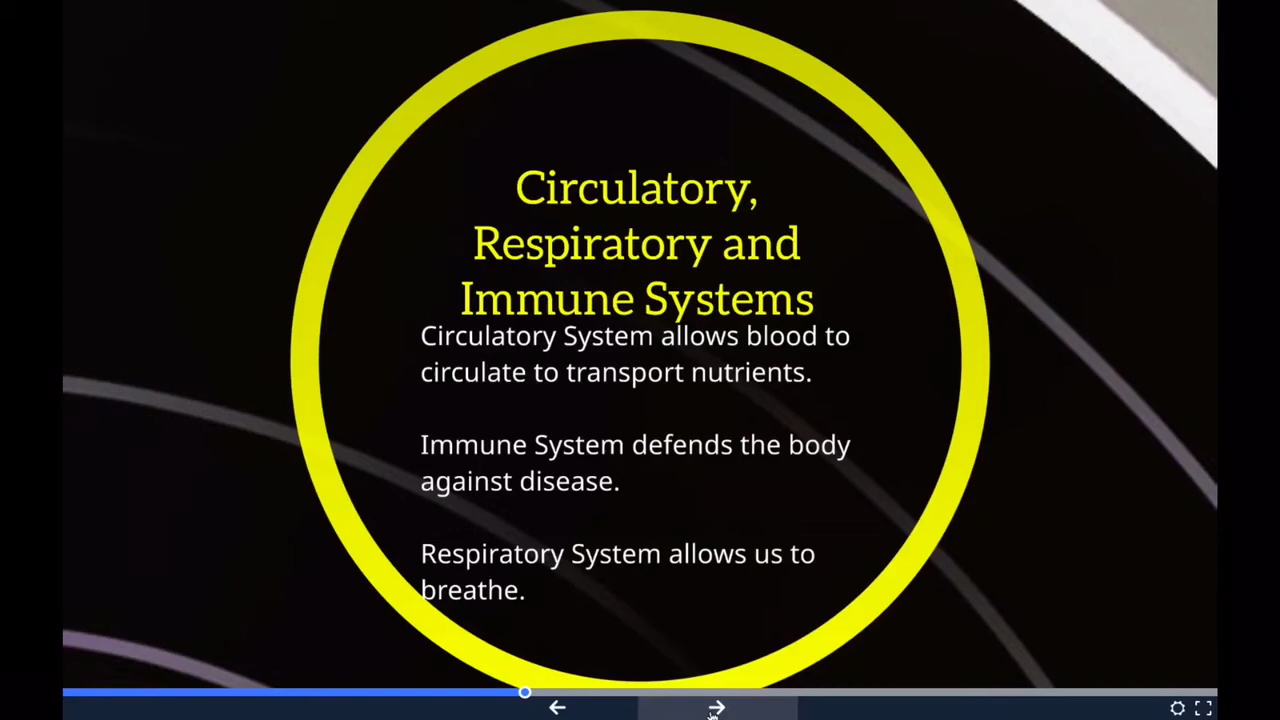 Circulatory,
Respiratory and
Immune Systems
Circulatory System allows blood to
circulate to transport nutrients.
Immune System defends the body
against disease.
Respiratory System allows us to
breathe.